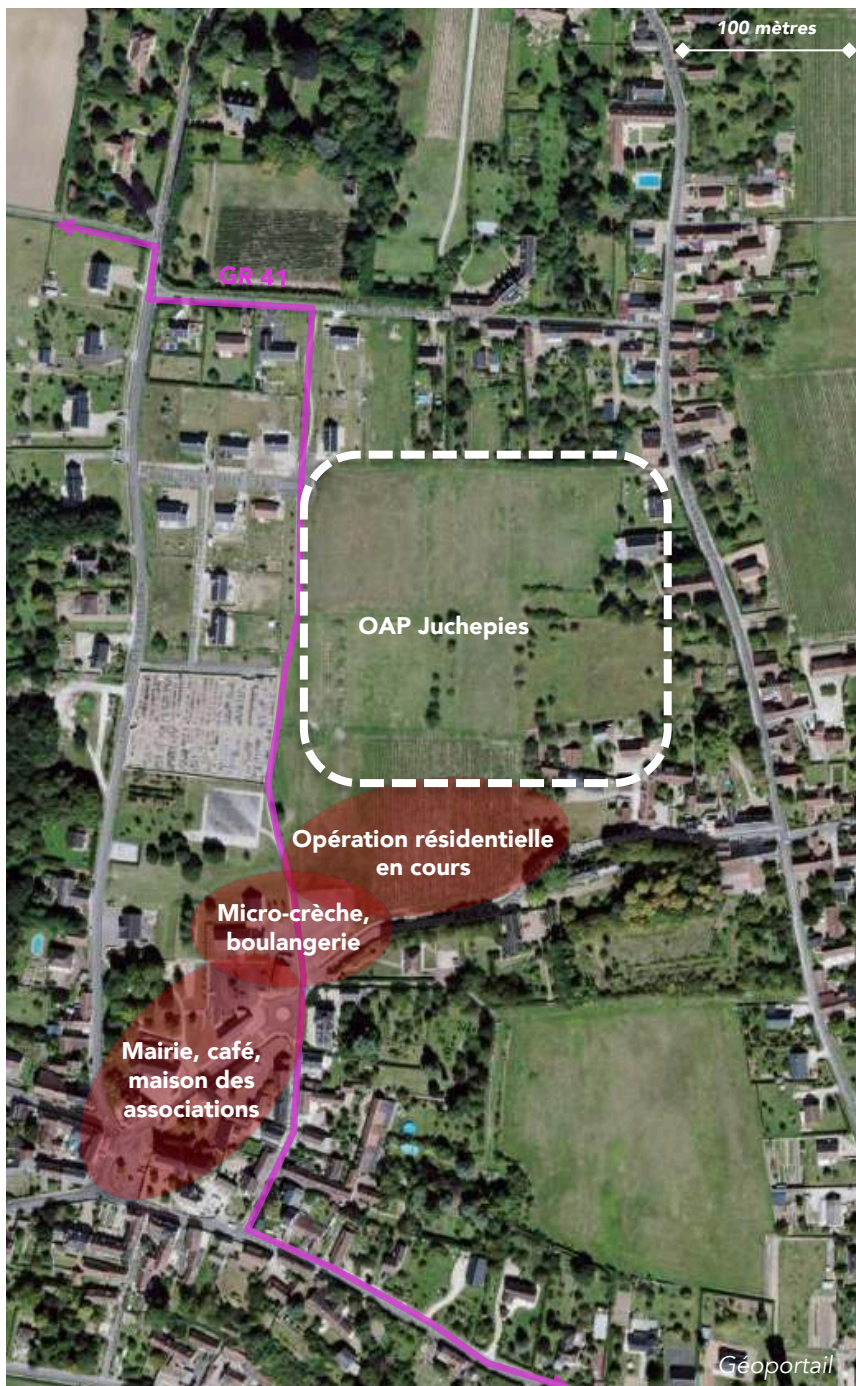 100 mètres
GR 41
OAP Juchepies
Opération résidentielle
en cours
Micro-crèche,
boulangerie
Mairie, café,
maison des
associations
Géoportail